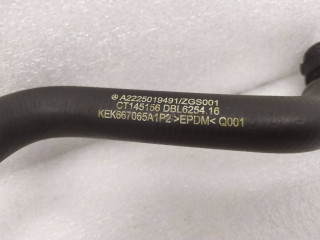 A2225019491/ZGS001
CT145156 DBL6254.16
KEK667065A1P2 >EPDM< Q001